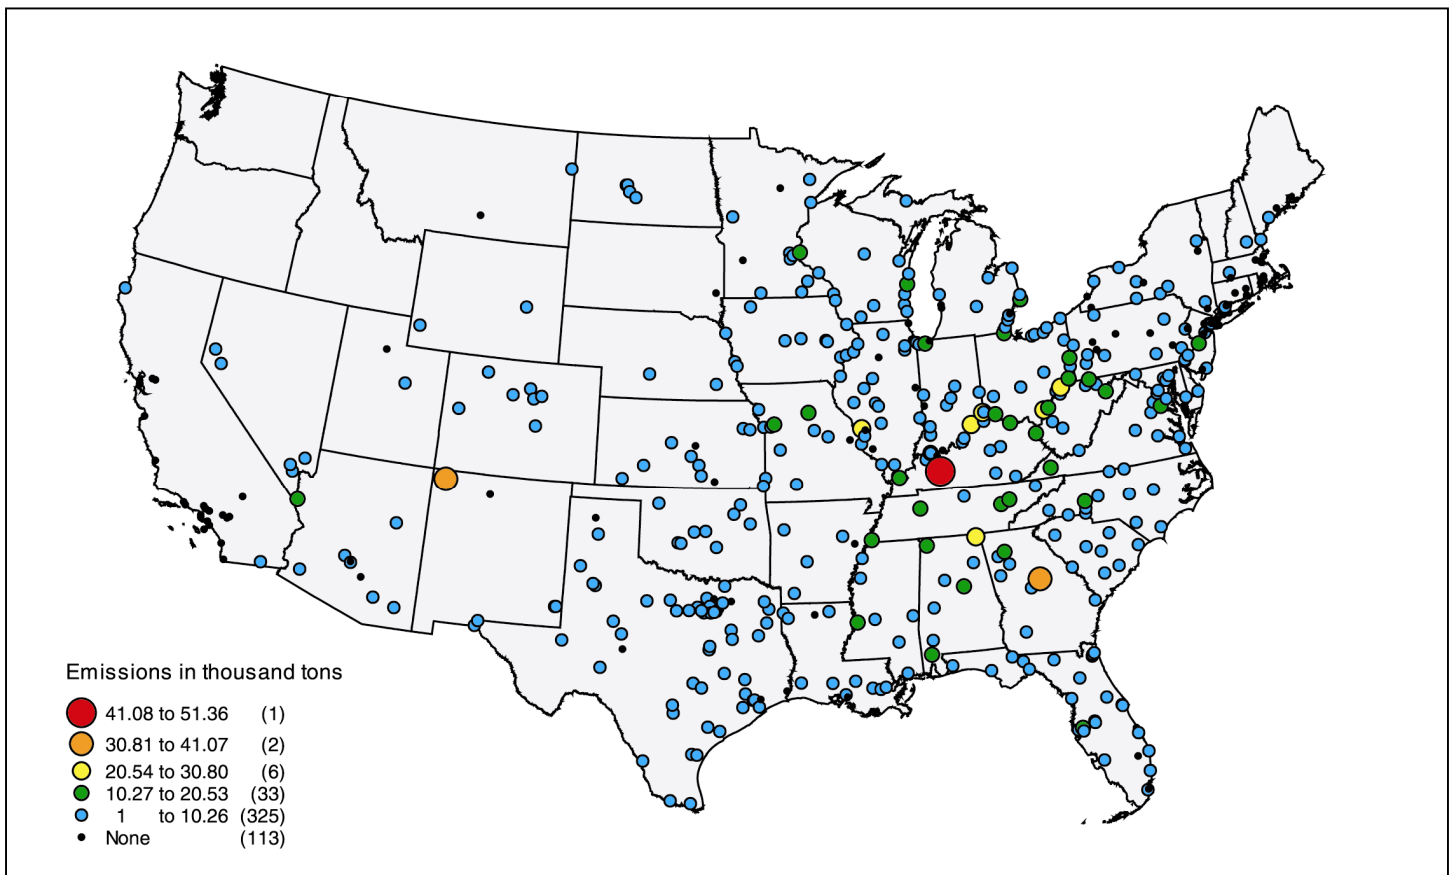 Emissions in thousand tons
41.08 to 51.36 (1)
30.81 to 41.07 (2)
20.54 to 30.80 (6)
10.27 to 20.53 (33)
1 to 10.26 (325)
None (113)